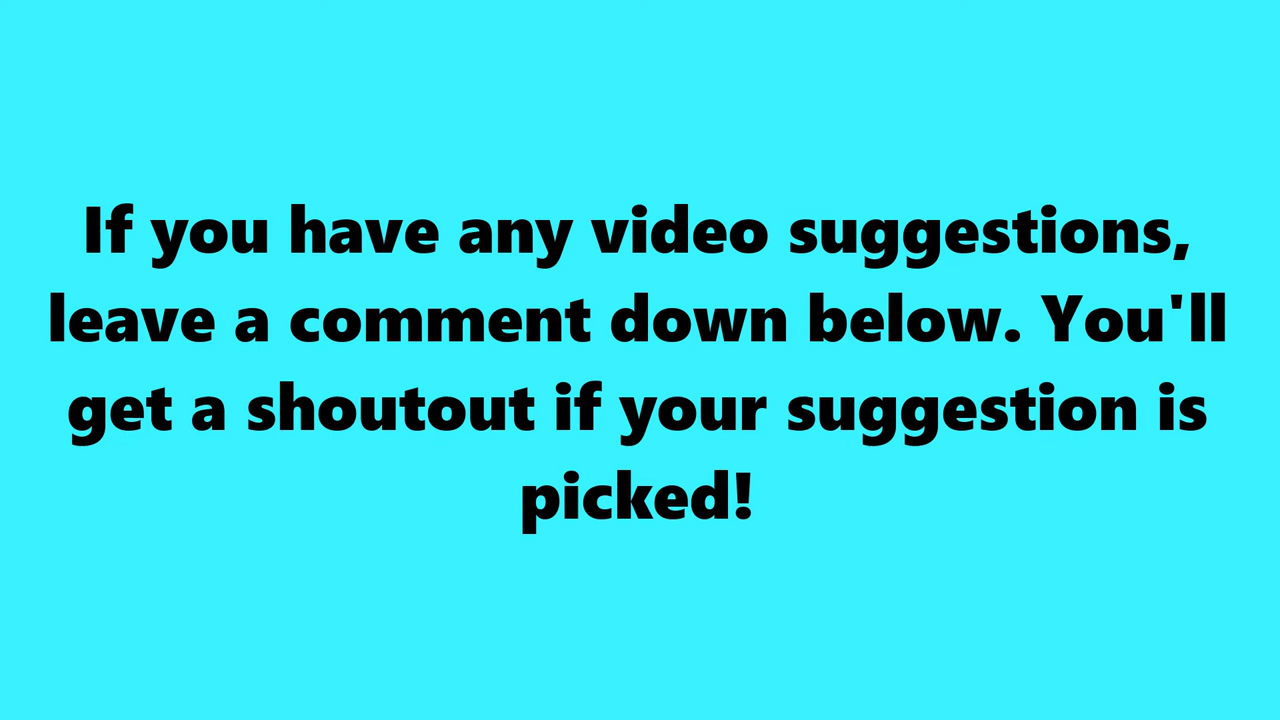 If you have any video suggestions,
leave a comment down below. You'll
get a shoutout if your suggestion is
picked!